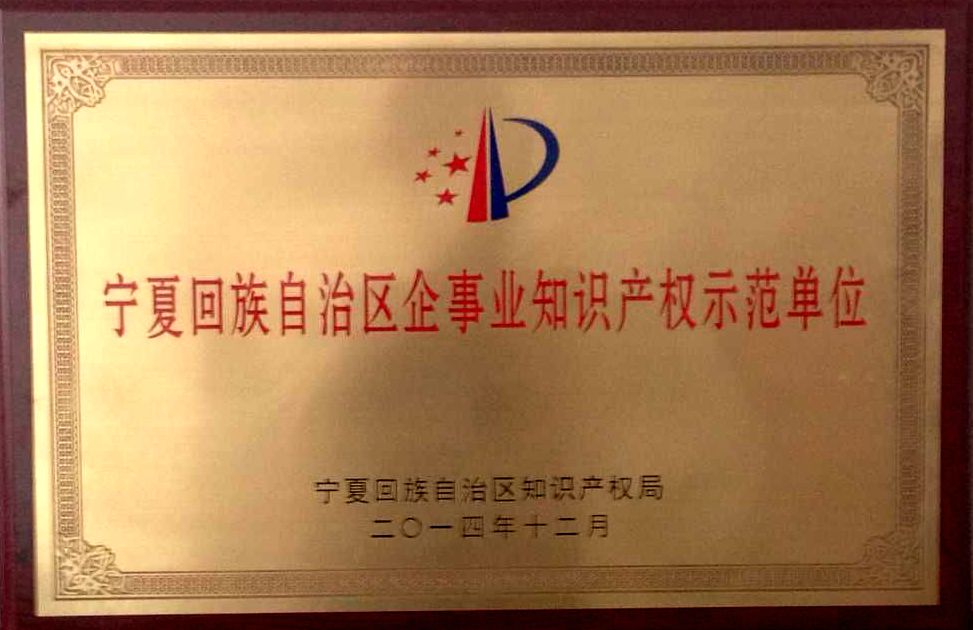 宁夏回族自治区企事业知识产权示范单位
宁夏回族自治区知识产权局
二〇一四年十二月